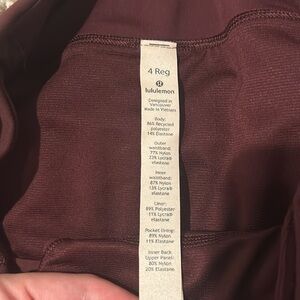 4 Reg
lululemon
Designed in
Vancouver
Made in Vietnam
Body:
86% Recycled
polyester
14% Elastane
Outer
waistband:
77% Nylon
23% Lycra®
elastane
Inner
waistband:
87% Nylon
13% Lycra®
elastane
Liner:
89% Polyester
11% Lycra®
elastane
Pocket lining:
89% Nylon
11% Elastane
Inner Back
Upper Panel:
80% Nylon
20% Elastane